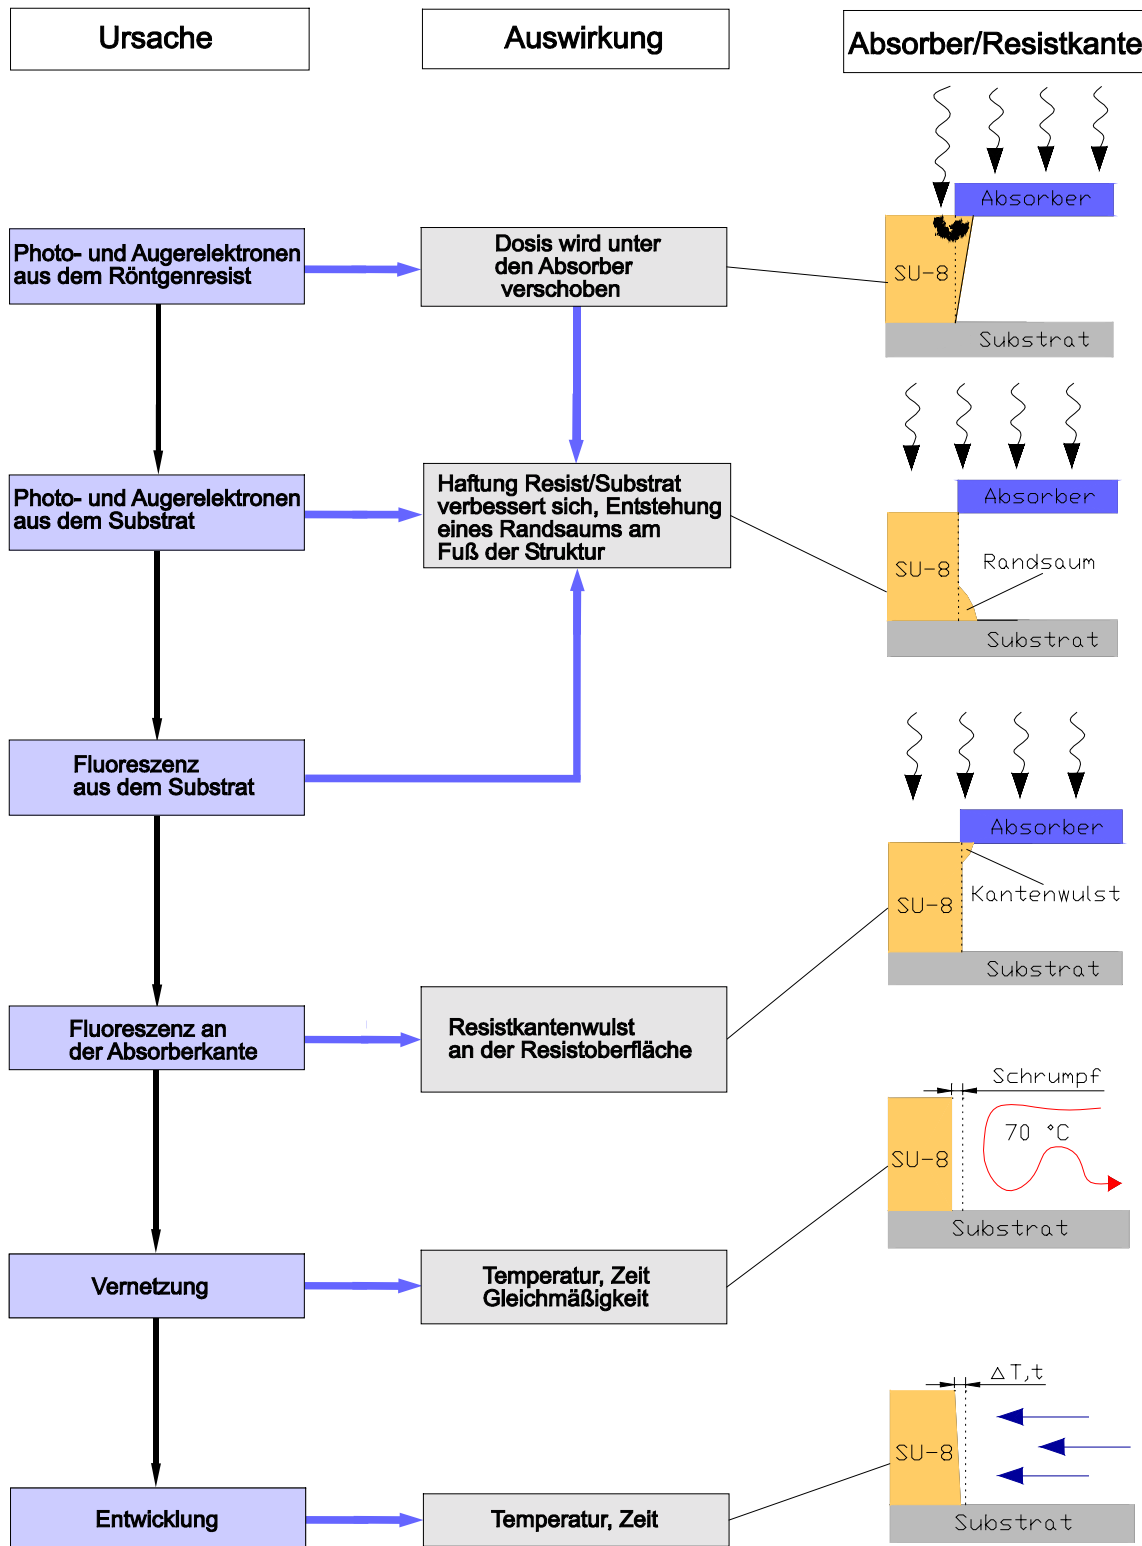 Ursache
Auswirkung
Absorber/Resistkante
Absorber
Photo- und Augerelektronen
aus dem Röntgenresist
Dosis wird unter
den Absorber
verschoben
SU-8
Substrat
Photo- und Augerelektronen
aus dem Substrat
Haftung Resist/Substrat
verbessert sich, Entstehung
eines Randsaums am
Fuß der Struktur
Absorber
SU-8
Randsaum
Substrat
Fluoreszenz
aus dem Substrat
Absorber
SU-8
Kantenwulst
Substrat
Fluoreszenz an
der Absorberkante
Resistkantenwulst
an der Resistoberfläche
Schrumpf
70 °C
SU-8
Substrat
Vernetzung
Temperatur, Zeit
Gleichmäßigkeit
△T,t
SU-8
Substrat
Entwicklung
Temperatur, Zeit